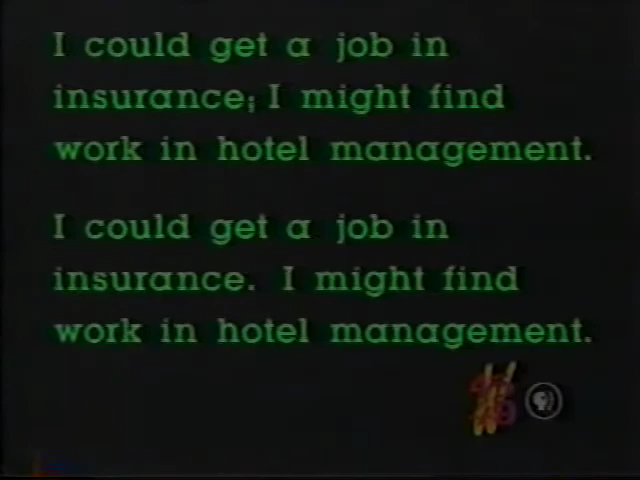 I could get a job in
insurance; I might find
work in hotel management.
I could get a job in
insurance. I might find
work in hotel management.